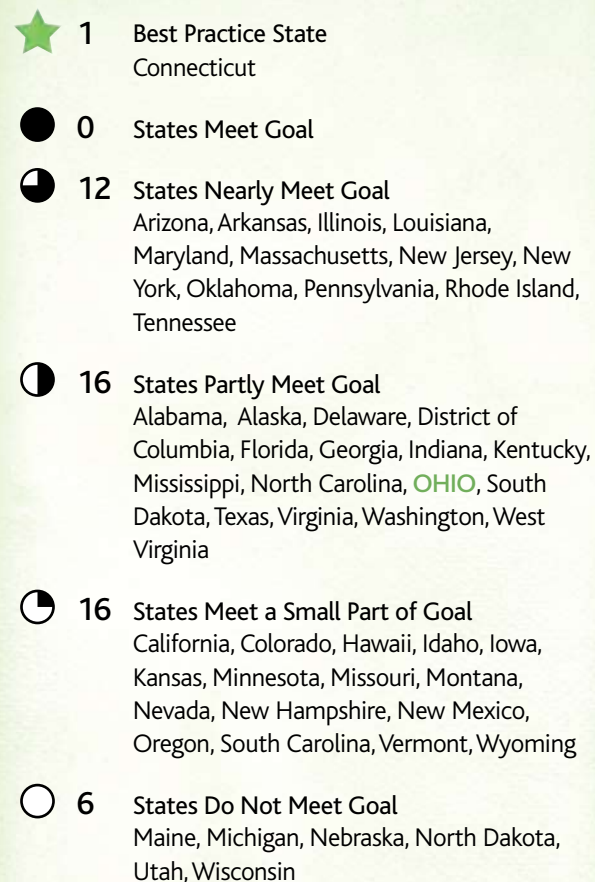 1 Best Practice State
Connecticut
0 States Meet Goal
12 States Nearly Meet Goal
Arizona, Arkansas, Illinois, Louisiana,
Maryland, Massachusetts, New Jersey, New
York, Oklahoma, Pennsylvania, Rhode Island,
Tennessee
16 States Partly Meet Goal
Alabama, Alaska, Delaware, District of
Columbia, Florida, Georgia, Indiana, Kentucky,
Mississippi, North Carolina, OHIO, South
Dakota, Texas, Virginia, Washington, West
Virginia
16 States Meet a Small Part of Goal
California, Colorado, Hawaii, Idaho, Iowa,
Kansas, Minnesota, Missouri, Montana,
Nevada, New Hampshire, New Mexico,
Oregon, South Carolina, Vermont, Wyoming
6 States Do Not Meet Goal
Maine, Michigan, Nebraska, North Dakota,
Utah, Wisconsin